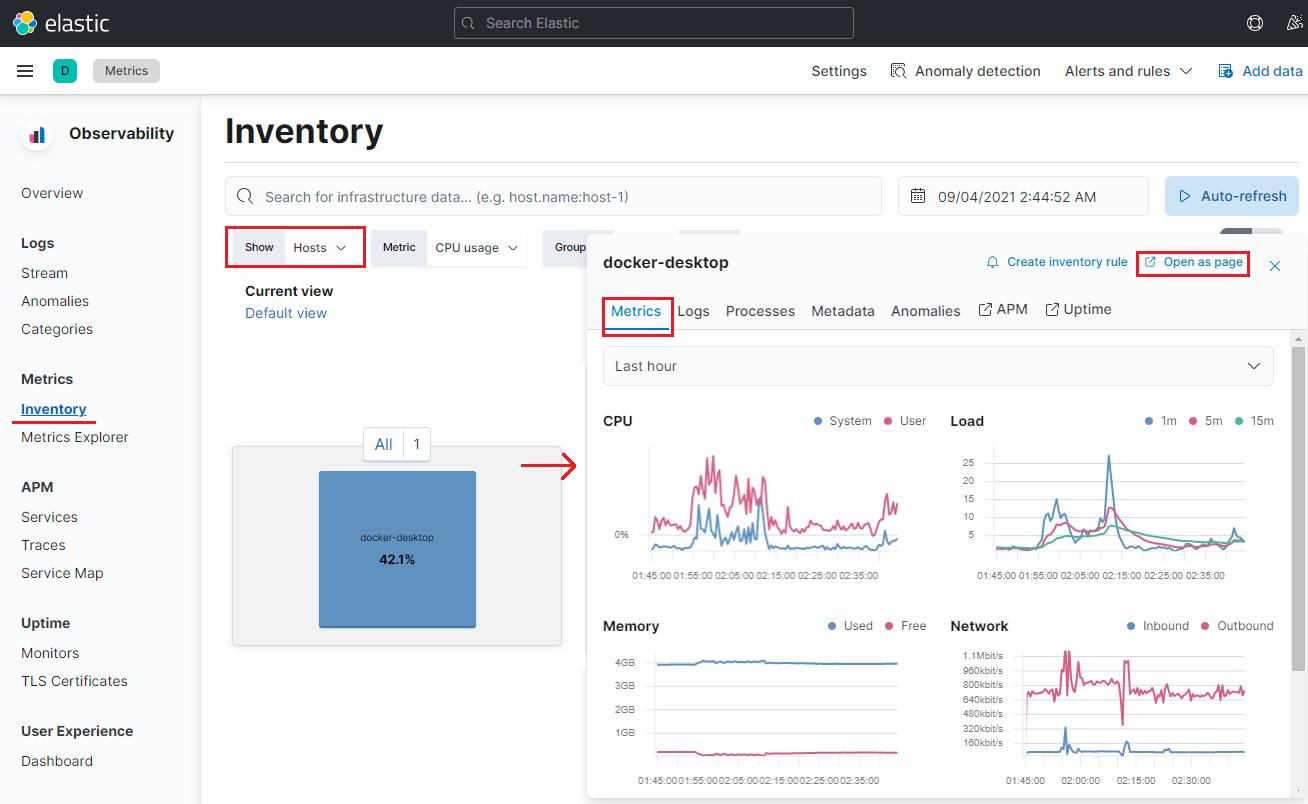 elastic
Search Elastic
D
Metrics
Settings
Anomaly detection
Alerts and rules
Add data
Observability
Overview
Logs
Stream
Anomalies
Categories
Metrics
Inventory
Metrics Explorer
APM
Services
Traces
Service Map
Uptime
Monitors
TLS Certificates
User Experience
Dashboard
Inventory
Search for infrastructure data... (e.g. host.name:host-1)
09/04/2021 2:44:52 AM
Auto-refresh
Show Hosts
Metric CPU usage
Group
Current view
Default view
All 1
docker-desktop
42.1%
docker-desktop
Create inventory rule
Open as page
Metrics Logs Processes Metadata Anomalies APM Uptime
Last hour
CPU
System User
0%
01:45:00 01:55:00 02:05:00 02:15:00 02:25:00 02:35:00
Load
1m 5m 15m
25
20
15
10
5
01:45:00 01:55:00 02:05:00 02:15:00 02:25:00 02:35:00
Memory
Used Free
4GB
3GB
2GB
1GB
01:45:00 01:55:00 02:05:00 02:15:00 02:25:00 02:35:00
Network
Inbound Outbound
1.1Mbit/s
960kbit/s
800kbit/s
640kbit/s
480kbit/s
320kbit/s
160kbit/s
01:45:00 02:00:00 02:15:00 02:30:00